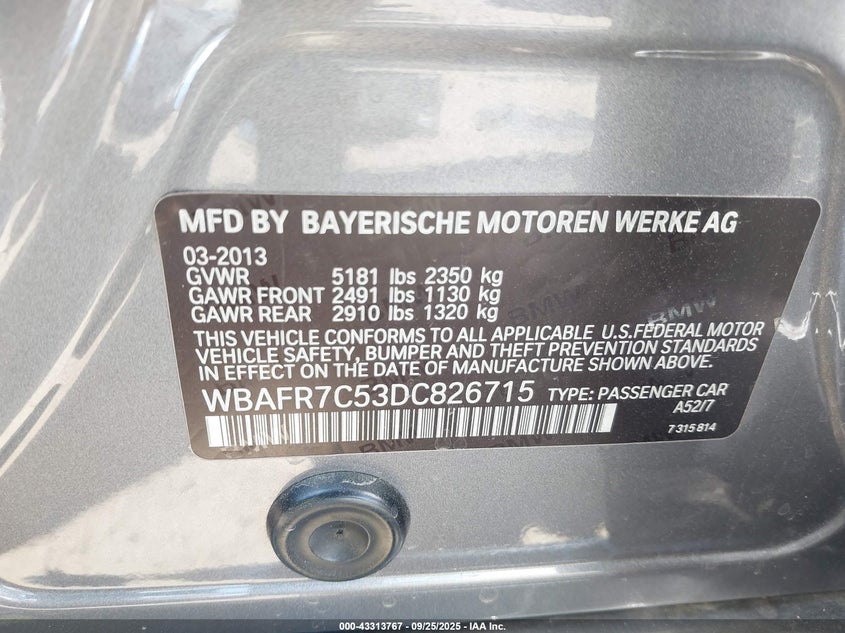 MFD BY BAYERISCHE MOTOREN WERKE AG
03-2013
GVWR 5181 lbs 2350 kg
GAWR FRONT 2491 lbs 1130 kg
GAWR REAR 2910 lbs 1320 kg
THIS VEHICLE CONFORMS TO ALL APPLICABLE U.S.FEDERAL MOTOR
VEHICLE SAFETY, BUMPER AND THEFT PREVENTION STANDARDS
IN EFFECT ON THE DATE OF MANUFACTURE SHOWN ABOVE.
WBAFR7C53DC826715 TYPE: PASSENGER CAR
A52/7
7 315 814
BMW
BMW
BMW
000-43313767 | 09/25/2025 | IAA Inc.